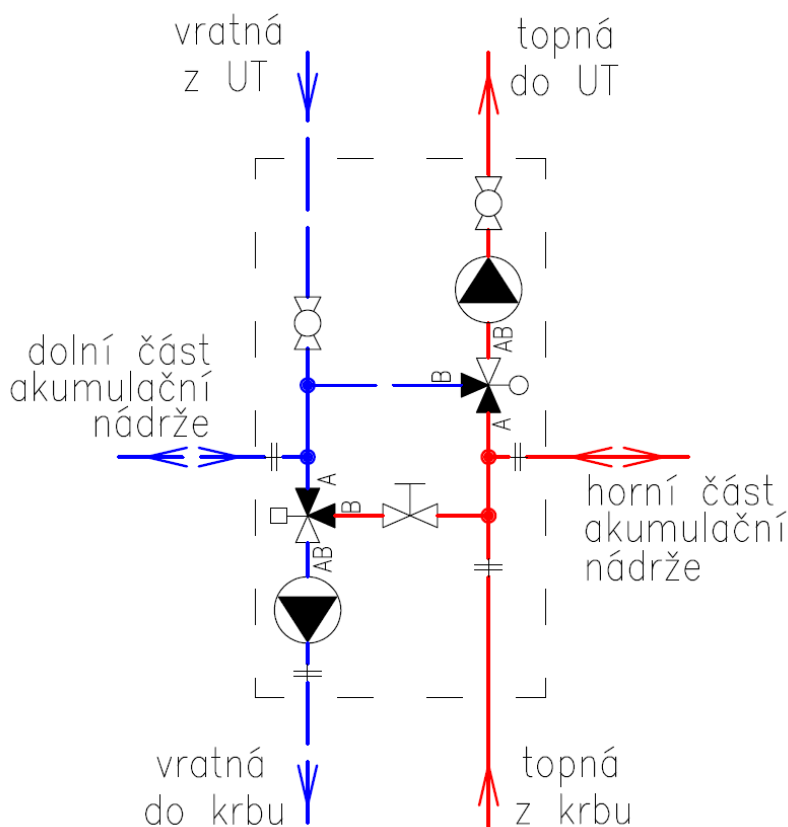 vratná
z UT
topná
do UT
AB
B
A
dolní část
akumulační
nádrže
A
B
AB
horní část
akumulační
nádrže
vratná
do krbu
topná
z krbu